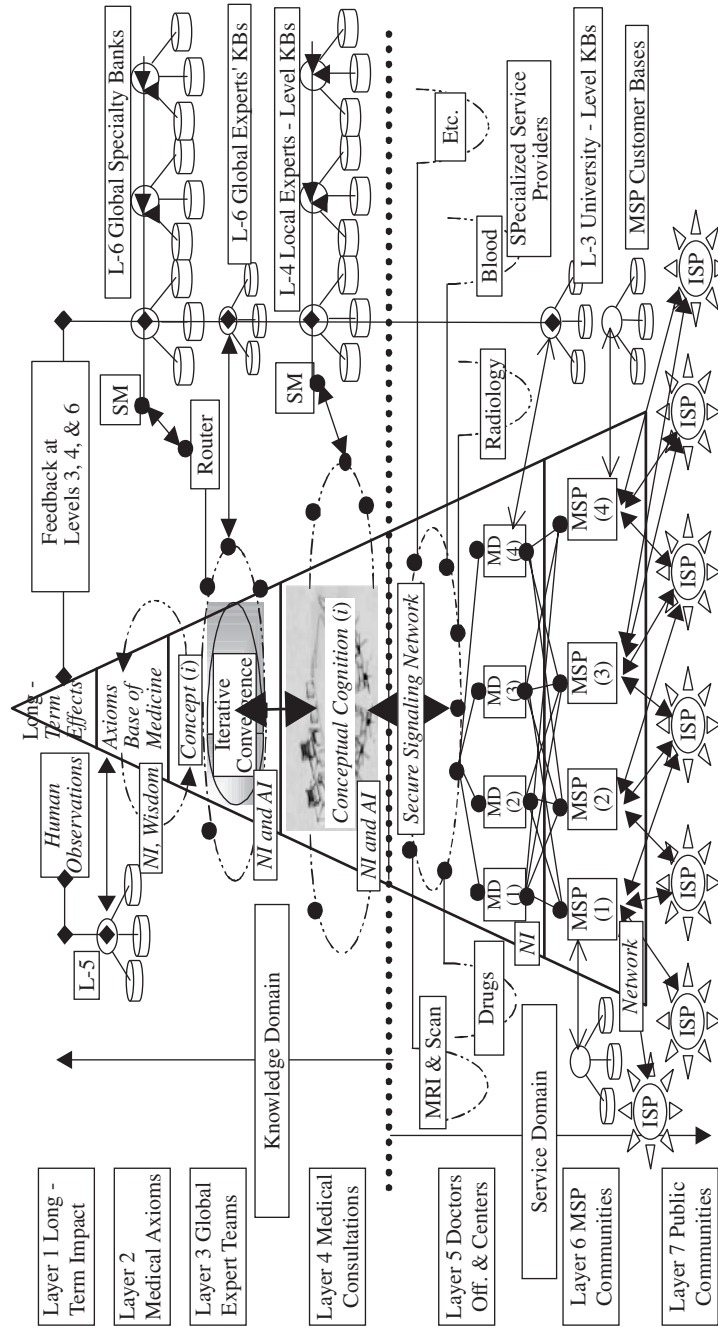 Layer 1 Long -
Term Impact
Layer 2
Medical Axioms
Layer 3 Global
Expert Teams
Layer 4 Medical
Consultations
Layer 5 Doctors
Off. & Centers
Layer 6 MSP
Communities
Layer 7 Public
Communities
Knowledge Domain
Service Domain
L-5
Human
Observations
Long -
Term
Effects
Axioms
Base of
Medicine
NI, Wisdom
Concept (i)
Iterative
Convergence
NI and AI
Conceptual Cognition (i)
NI and AI
Secure Signaling Network
MRI & Scan
Drugs
NI
MD
(1)
MD
(2)
MD
(3)
MD
(4)
MSP
(1)
MSP
(2)
MSP
(3)
MSP
(4)
Network
ISP
ISP
ISP
ISP
ISP
ISP
ISP
ISP
Feedback at
Levels 3, 4, & 6
SM
Router
SM
Radiology
Blood
Etc.
SPecialized Service
Providers
L-6 Global Specialty Banks
L-6 Global Experts' KBs
L-4 Local Experts - Level KBs
L-3 University - Level KBs
MSP Customer Bases